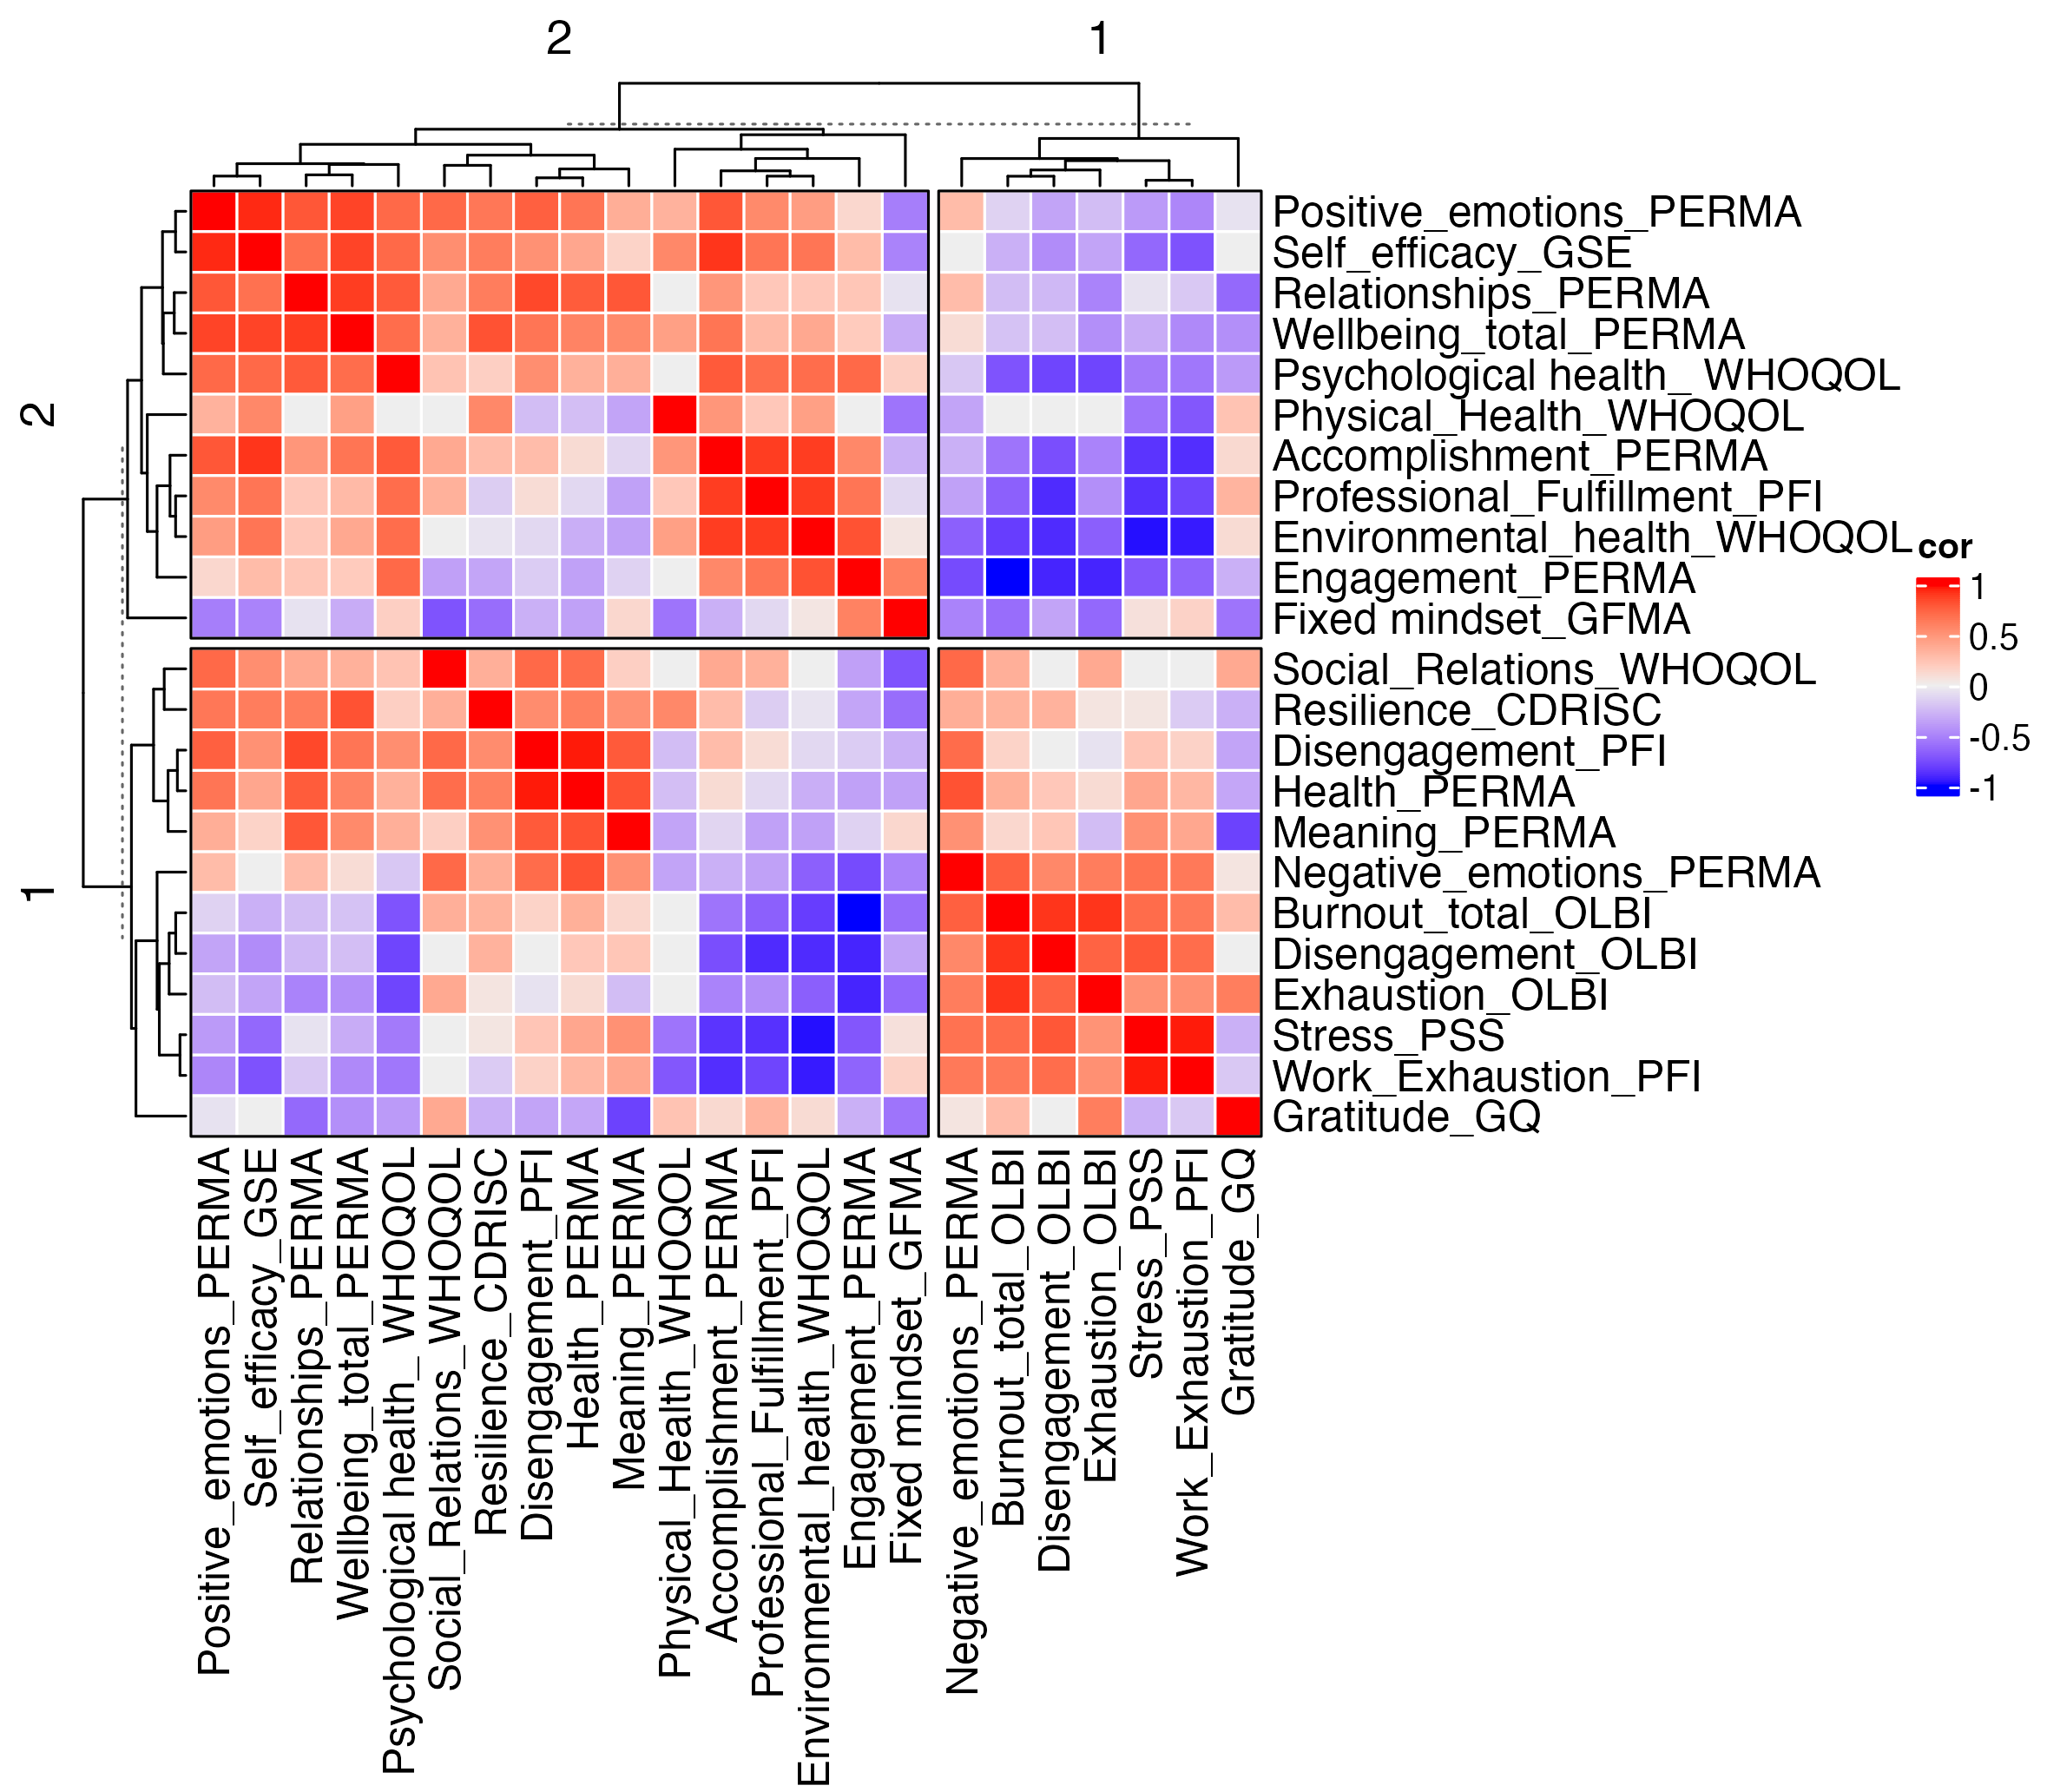 2
1
2
1
Positive_emotions_PERMA
Self_efficacy_GSE
Relationships_PERMA
Wellbeing_total_PERMA
Psychological health_ WHOQOL
Physical_Health_WHOQOL
Accomplishment_PERMA
Professional_Fulfillment_PFI
Environmental_health_WHOQOL
Engagement_PERMA
Fixed mindset_GFMA
Social_Relations_WHOQOL
Resilience_CDRISC
Disengagement_PFI
Health_PERMA
Meaning_PERMA
Negative_emotions_PERMA
Burnout_total_OLBI
Disengagement_OLBI
Exhaustion_OLBI
Stress_PSS
Work_Exhaustion_PFI
Gratitude_GQ
cor
1
0.5
0
-0.5
-1
Positive_emotions_PERMA
Self_efficacy_GSE
Relationships_PERMA
Wellbeing_total_PERMA
Psychological health_ WHOQOL
Social_Relations_WHOQOL
Resilience_CDRISC
Disengagement_PFI
Health_PERMA
Meaning_PERMA
Physical_Health_WHOQOL
Accomplishment_PERMA
Professional_Fulfillment_PFI
Environmental_health_WHOQOL
Engagement_PERMA
Fixed mindset_GFMA
Negative_emotions_PERMA
Burnout_total_OLBI
Disengagement_OLBI
Exhaustion_OLBI
Stress_PSS
Work_Exhaustion_PFI
Gratitude_GQ